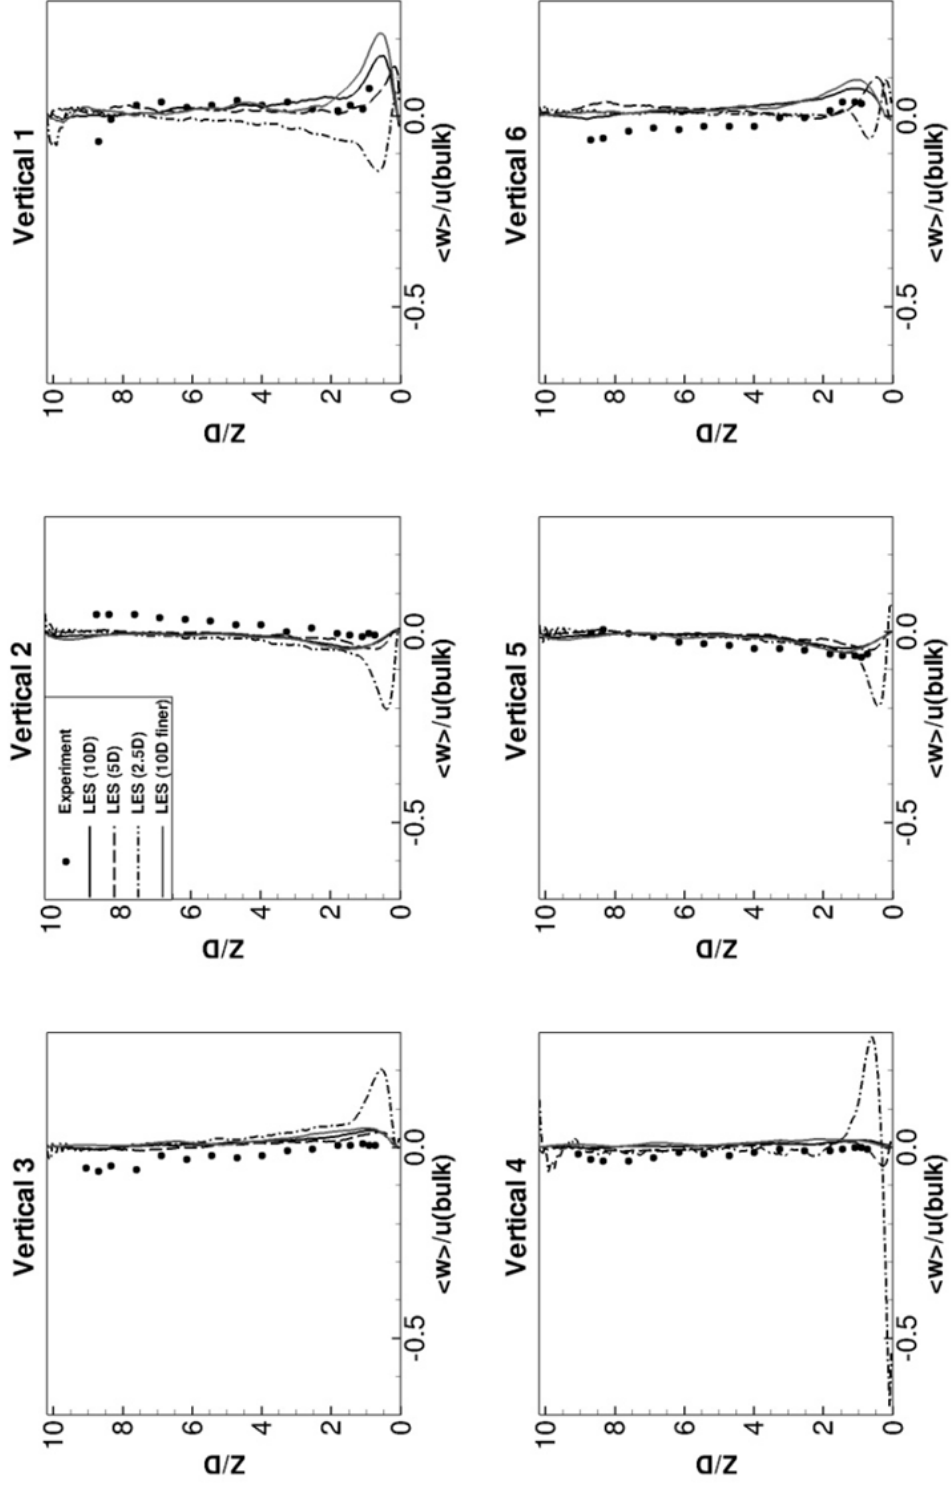 Vertical 3
10
8
6
4
2
0
Z/D
-0.5 0.0
<w>/u(bulk)
Vertical 2
Experiment
LES (10D)
LES (5D)
LES (2.5D)
LES (10D finer)
10
8
6
4
2
0
Z/D
-0.5 0.0
<w>/u(bulk)
Vertical 1
10
8
6
4
2
0
Z/D
-0.5 0.0
<w>/u(bulk)
Vertical 4
10
8
6
4
2
0
Z/D
-0.5 0.0
<w>/u(bulk)
Vertical 5
10
8
6
4
2
0
Z/D
-0.5 0.0
<w>/u(bulk)
Vertical 6
10
8
6
4
2
0
Z/D
-0.5 0.0
<w>/u(bulk)